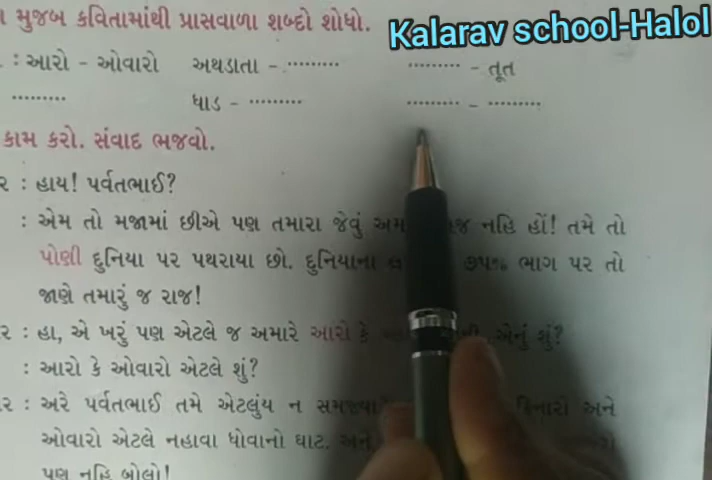 મુજબ કવિતામાંથી પ્રાસવાળા શબ્દો શોધો.
Kalarav school-Halol
: આરો - ઓવારો અથડાતા - ......... ......... - તૂત
......... ધાડ - ......... ......... - .........
કામ કરો. સંવાદ ભજવો.
ર : હાય! પર્વતભાઈ?
: એમ તો મજામાં છીએ પણ તમારા જેવું નહિ હોં! તમે તો
પોણી દુનિયા પર પથરાયા છો. દુનિયાના ૭૫% ભાગ પર તો
જાણે તમારું જ રાજ!
ર : હા, એ ખરું પણ એટલે જ અમારે આરો કે એનું શું?
: આરો કે ઓવારો એટલે શું?
ર : અરે પર્વતભાઈ તમે એટલુંય ન કિનારો અને
ઓવારો એટલે નહાવા ધોવાનો ઘાટ.
પણ નહિ બોલો!